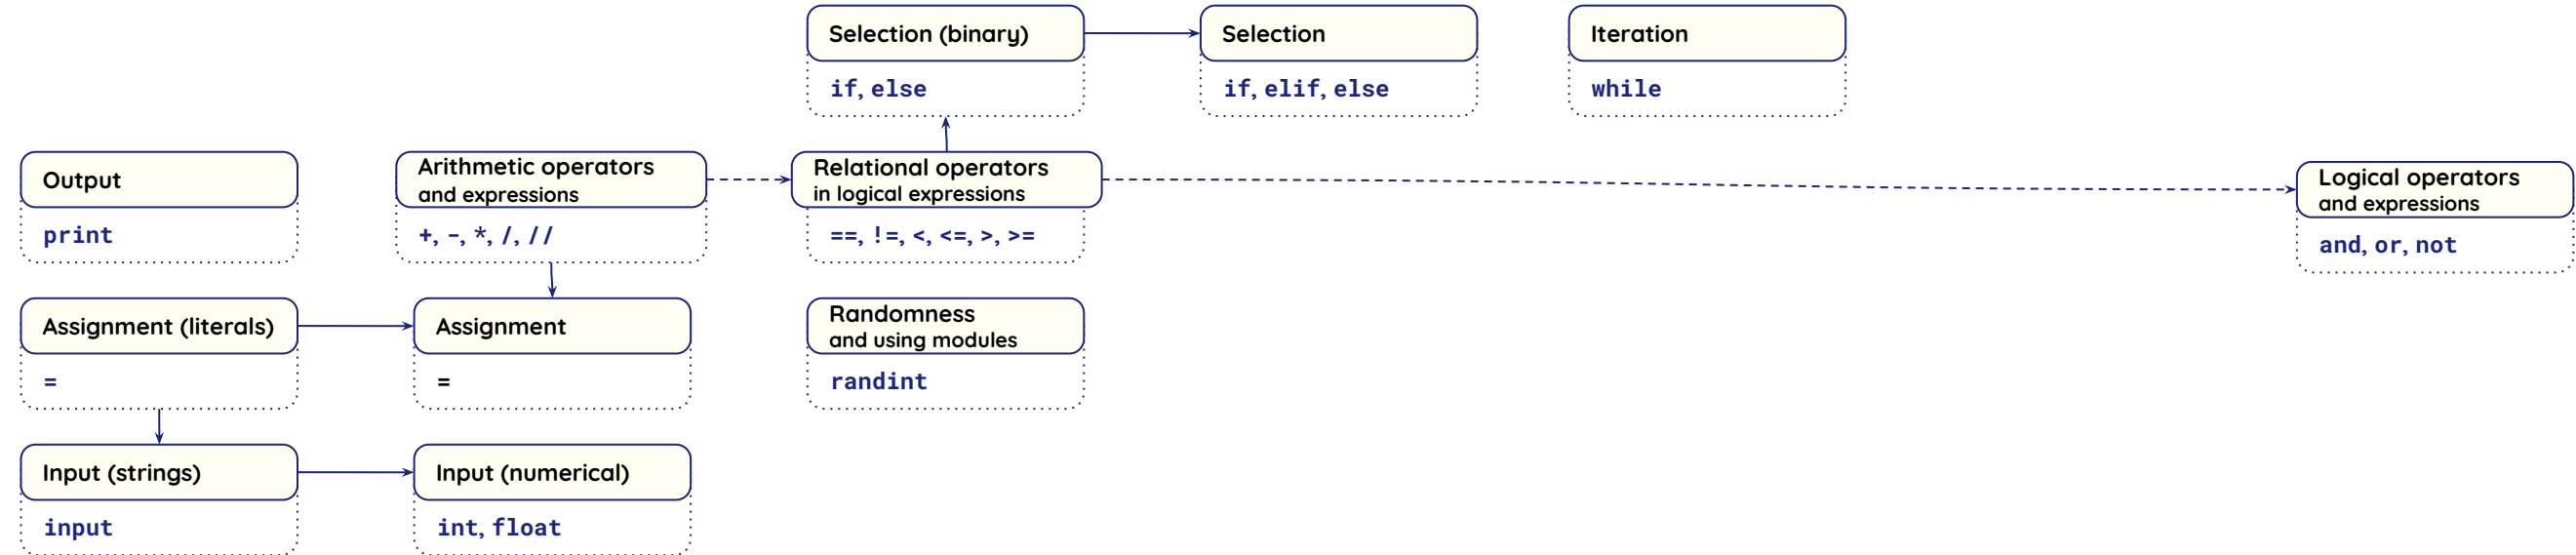 Selection (binary)
if, else
Selection
if, elif, else
Iteration
while
Output
print
Arithmetic operators
and expressions
+, -, *, /, //
Relational operators
in logical expressions
==, !=, <, <=, >, >=
Logical operators
and expressions
and, or, not
Assignment (literals)
=
Assignment
=
Randomness
and using modules
randint
Input (strings)
input
Input (numerical)
int, float